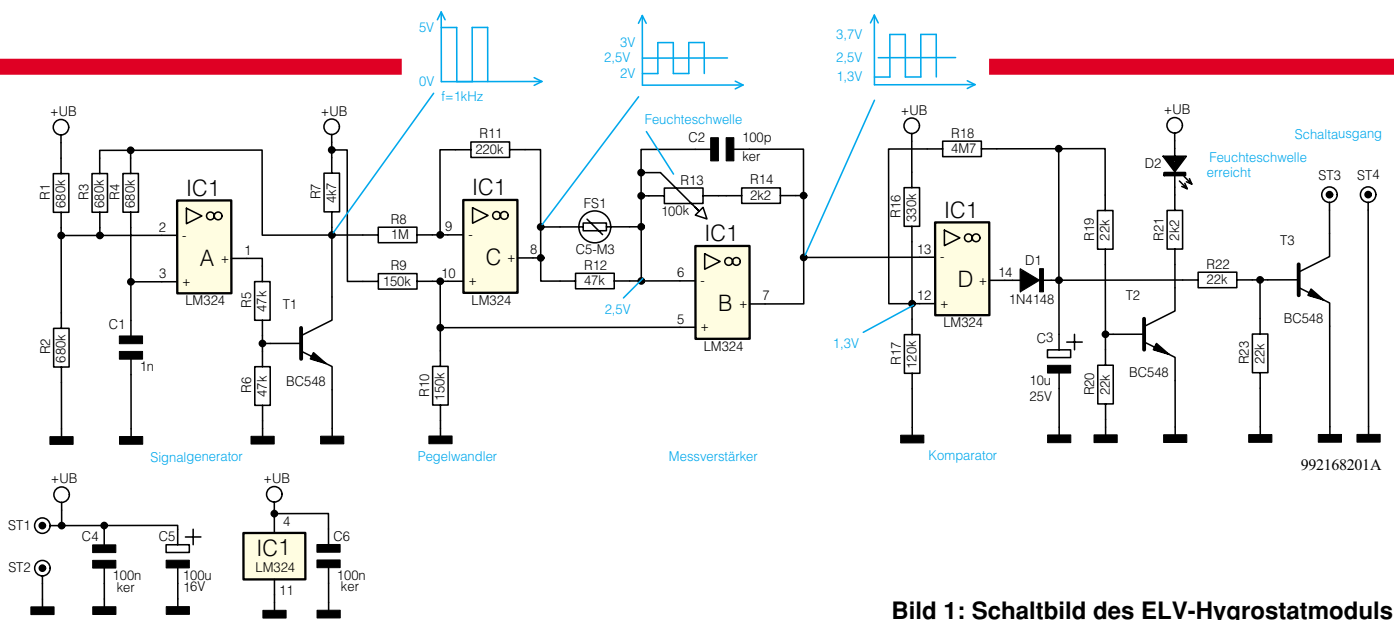 5V
0V
f=1kHz
3V
2,5V
2V
3,7V
2,5V
1,3V
+UB
+UB
+UB
+UB
Feuchteschwelle
Feuchteschwelle
erreicht
Schaltausgang
R1
680k
R3
680k
R4
680k
R2
680k
C1
1n
IC1
A
LM324
2
3
1
-
+
R5
47k
R6
47k
T1
BC548
R7
4k7
R8
1M
R9
150k
R10
150k
R11
220k
IC1
C
LM324
9
10
8
-
+
FS1
C5-M3
R12
47k
2,5V
C2
100p
ker
R13
100k
R14
2k2
IC1
B
LM324
6
5
7
-
+
R16
330k
R17
120k
1,3V
R18
4M7
IC1
D
LM324
13
12
14
-
+
D1
1N4148
C3
+
10u
25V
R19
22k
R20
22k
T2
BC548
D2
R21
2k2
R22
22k
R23
22k
T3
BC548
ST3
ST4
992168201A
Signalgenerator
Pegelwandler
Messverstärker
Komparator
+UB
ST1
ST2
C4
100n
ker
C5
+
100u
16V
+UB
4
IC1
LM324
11
C6
100n
ker
Bild 1: Schaltbild des ELV-Hygrostatmoduls